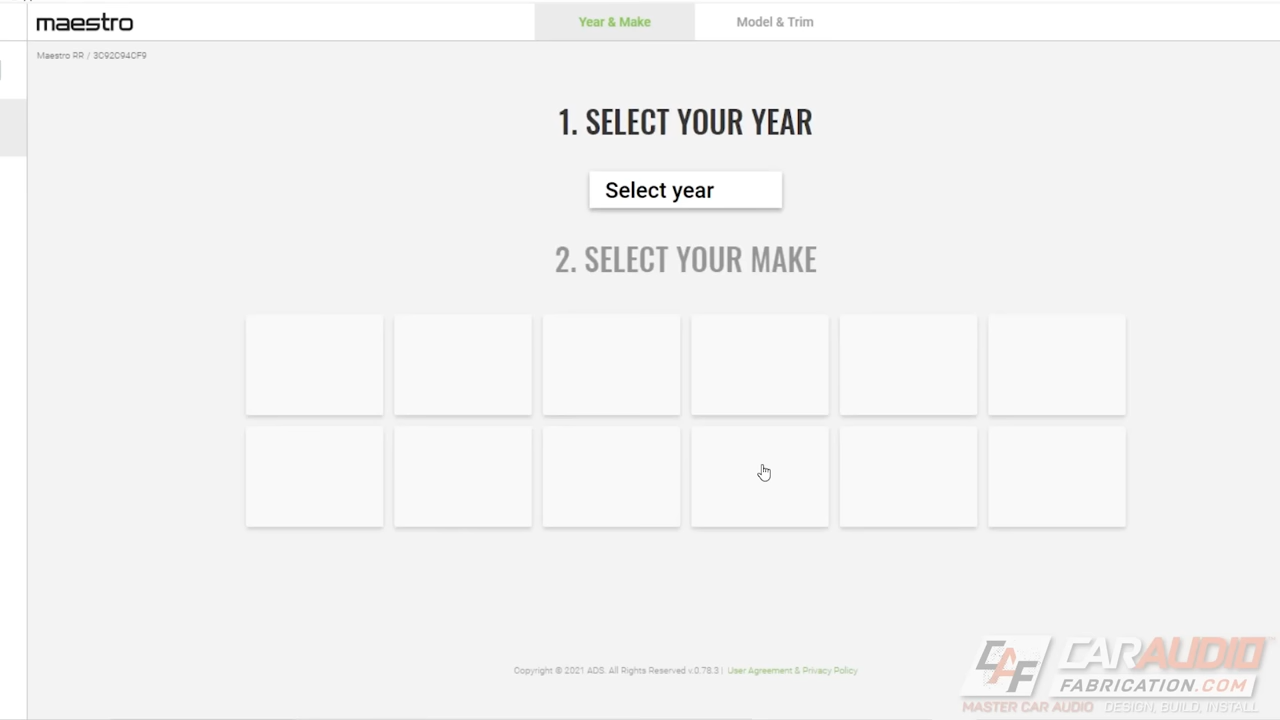 maestro
Year & Make
Model & Trim
Maestro RR / 3C92C94CF9
1. SELECT YOUR YEAR
Select year
2. SELECT YOUR MAKE
Copyright © 2021 ADS. All Rights Reserved v.0.78.3 | User Agreement & Privacy Policy
CAF
CARAUDIO
FABRICATION.COM
MASTER CAR AUDIO DESIGN, BUILD, INSTALL